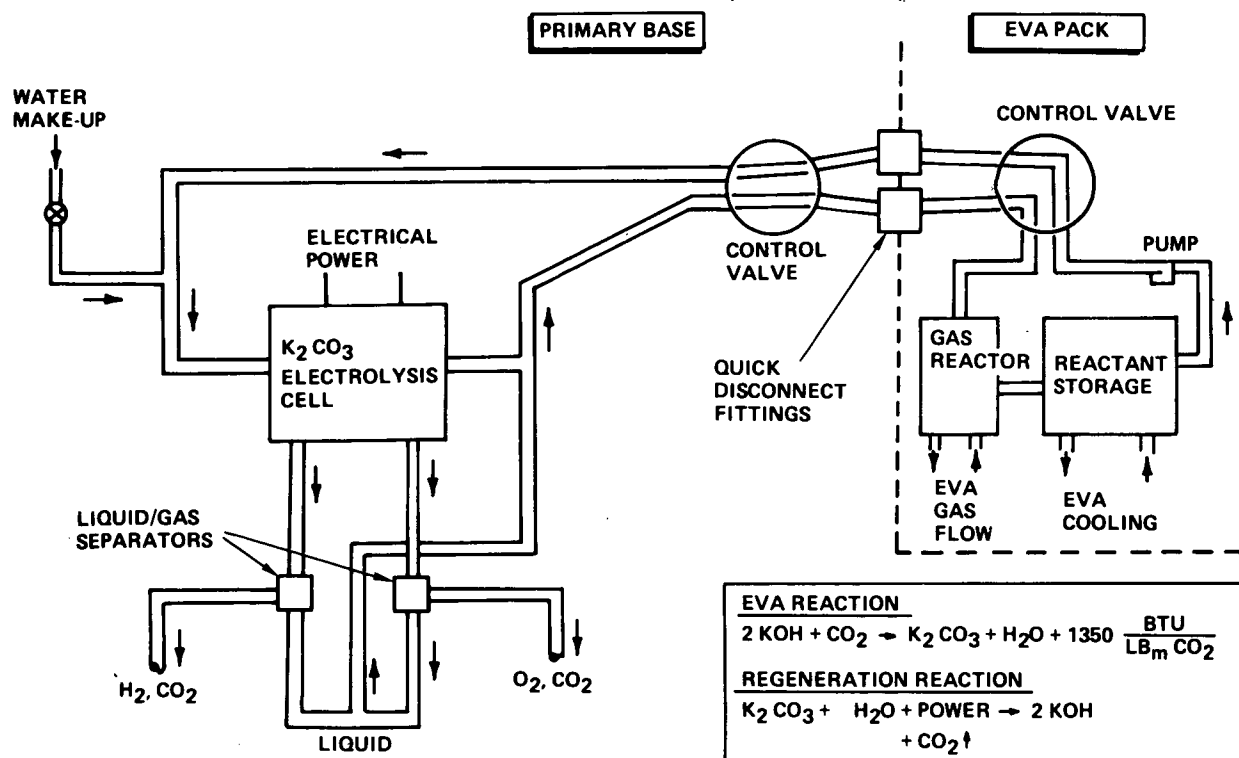 PRIMARY BASE
EVA PACK
WATER
MAKE-UP
CONTROL VALVE
ELECTRICAL
POWER
CONTROL
VALVE
PUMP
K2 CO3
ELECTROLYSIS
CELL
QUICK
DISCONNECT
FITTINGS
GAS
REACTOR
REACTANT
STORAGE
EVA
GAS
FLOW
EVA
COOLING
LIQUID/GAS
SEPARATORS
H2, CO2
O2, CO2
LIQUID
EVA REACTION
2 KOH + CO2 → K2 CO3 + H2O + 1350 BTU / LBm CO2
REGENERATION REACTION
K2 CO3 + H2O + POWER → 2 KOH
+ CO2 ↑